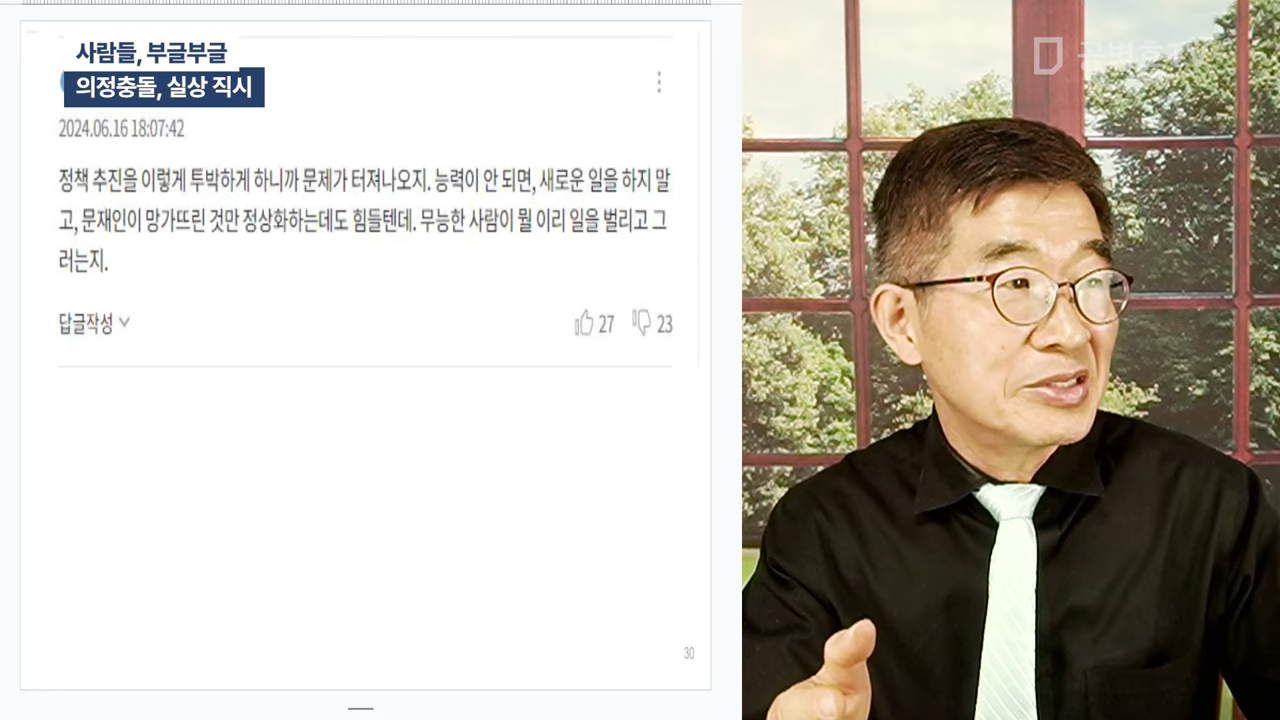 사람들, 부글부글
의정충돌, 실상 직시
공병호TV
2024.06.16 18:07:42
정책 추진을 이렇게 투박하게 하니까 문제가 터져나오지. 능력이 안 되면, 새로운 일을 하지 말
고, 문재인이 망가뜨린 것만 정상화하는데도 힘들텐데. 무능한 사람이 뭘 이리 일을 벌리고 그
러는지.
답글작성
27
23
30